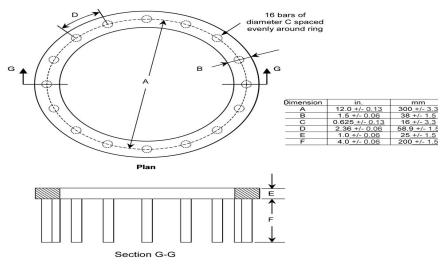 16 bars of
diameter C spaced
evenly around ring
D
G
B
G
A
Plan
Dimension in. mm
A 12.0 +/- 0.13 300 +/- 3.3
B 1.5 +/- 0.06 38 +/- 1.5
C 0.625 +/- 0.13 16 +/- 3.3
D 2.36 +/- 0.06 58.9 +/- 1.5
E 1.0 +/- 0.06 25 +/- 1.5
F 4.0 +/- 0.06 200 +/- 1.5
E
F
Section G-G